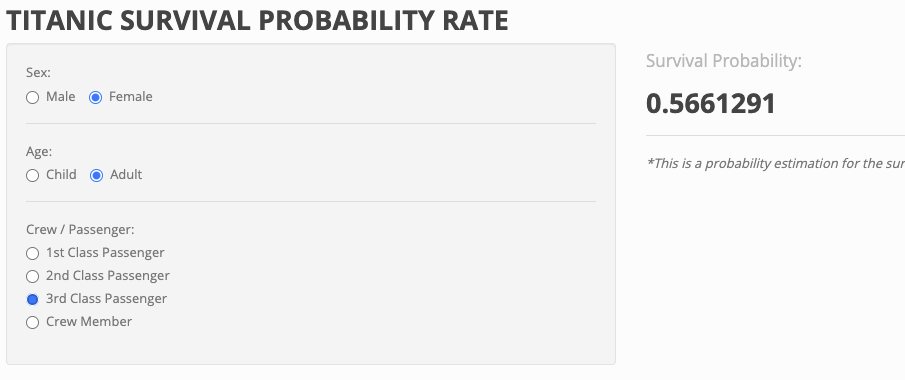 TITANIC SURVIVAL PROBABILITY RATE
Sex:
Male Female
Age:
Child Adult
Crew / Passenger:
1st Class Passenger
2nd Class Passenger
3rd Class Passenger
Crew Member
Survival Probability:
0.5661291
*This is a probability estimation for the sur